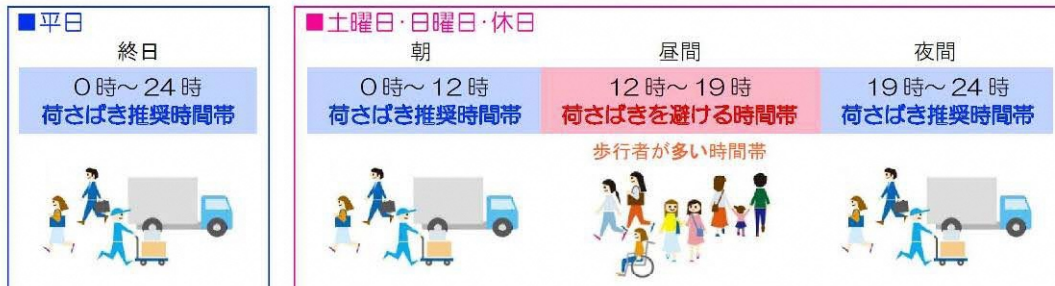 ■平日
終日
0時~24時
荷さばき推奨時間帯
■土曜日・日曜日・休日
朝
0時~12時
荷さばき推奨時間帯
昼間
12時~19時
荷さばきを避ける時間帯
歩行者が多い時間帯
夜間
19時~24時
荷さばき推奨時間帯